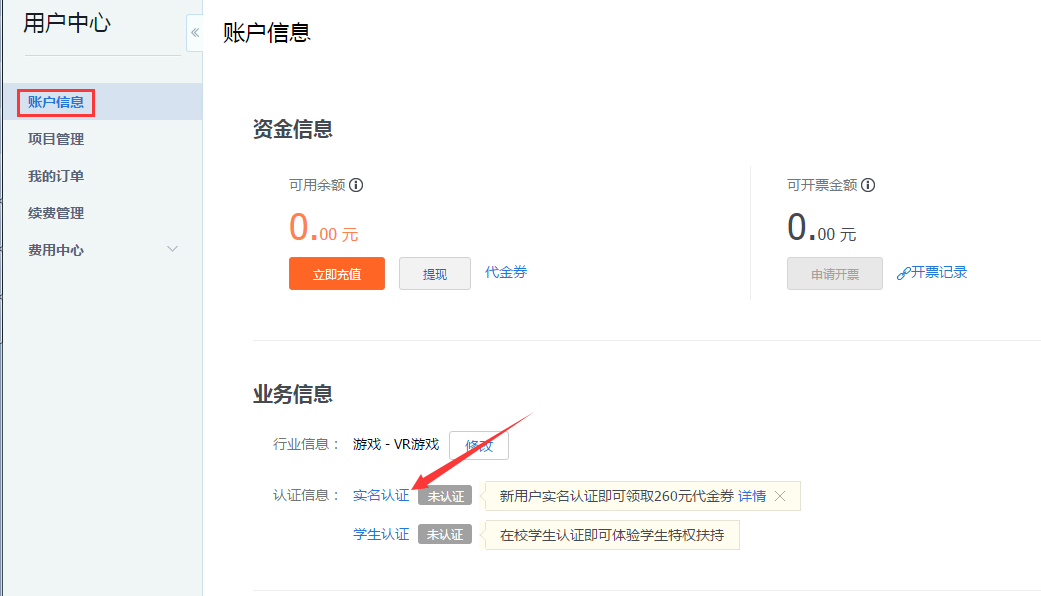 用户中心
账户信息
项目管理
我的订单
续费管理
费用中心
账户信息
资金信息
可用余额
0.00 元
立即充值 提现 代金券
可开票金额
0.00 元
申请开票 开票记录
业务信息
行业信息： 游戏 - VR游戏 修改
认证信息： 实名认证 未认证 新用户实名认证即可领取260元代金券 详情
学生认证 未认证 在校学生认证即可体验学生特权扶持